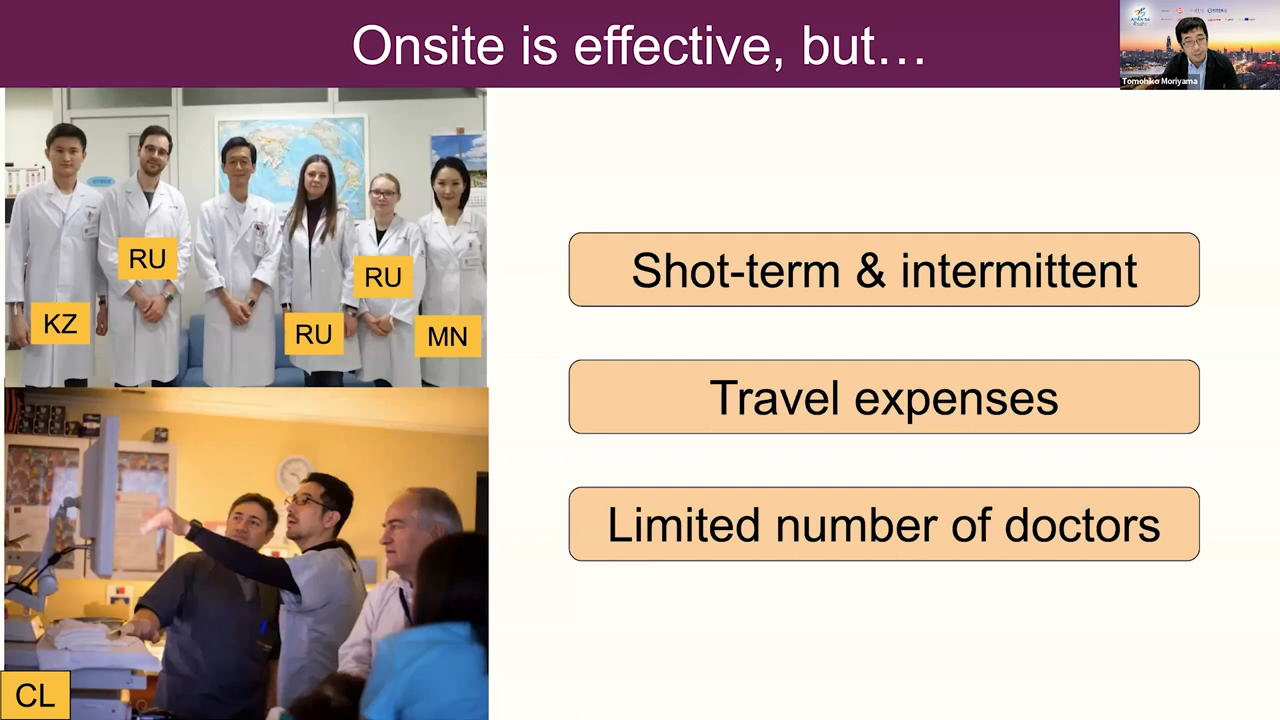 Onsite is effective, but…
Tomohiko Moriyama
RU
RU
KZ
RU
MN
CL
Shot-term & intermittent
Travel expenses
Limited number of doctors